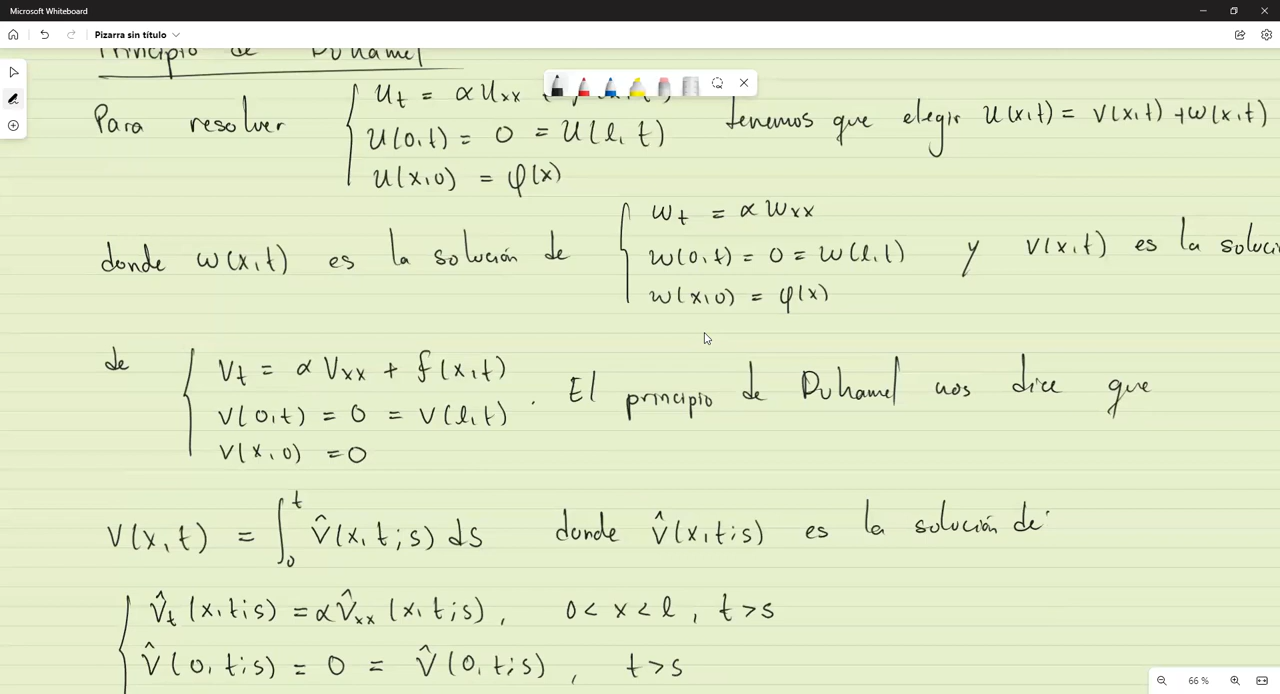 Microsoft Whiteboard
Pizarra sin título
Principio de Duhamel
Para resolver { u_t = α u_xx
u(0,t) = 0 = u(l,t)
u(x,0) = φ(x)
tenemos que elegir u(x,t) = v(x,t) + w(x,t)
donde w(x,t) es la solución de { w_t = α w_xx
w(0,t) = 0 = w(l,t)
w(x,0) = φ(x)
y v(x,t) es la soluci
de { v_t = α v_xx + f(x,t)
v(0,t) = 0 = v(l,t)
v(x,0) = 0
. El principio de Duhamel nos dice que
v(x,t) = ∫₀ᵗ v̂(x,t;s) ds donde v̂(x,t;s) es la solución de:
{ v̂_t(x,t;s) = α v̂_xx(x,t;s), 0 < x < l, t > s
v̂(0,t;s) = 0 = v̂(0,t;s), t > s
66 %